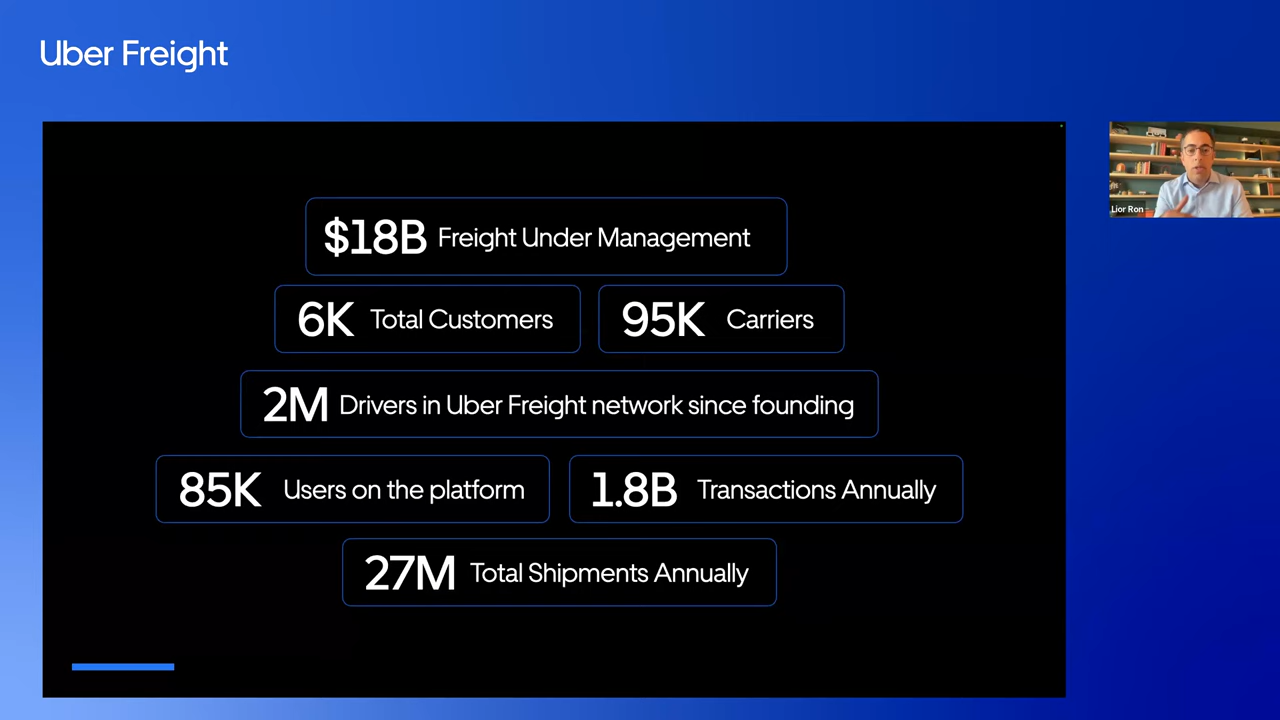 Uber Freight
$18B Freight Under Management
6K Total Customers
95K Carriers
2M Drivers in Uber Freight network since founding
85K Users on the platform
1.8B Transactions Annually
27M Total Shipments Annually
Lior Ron